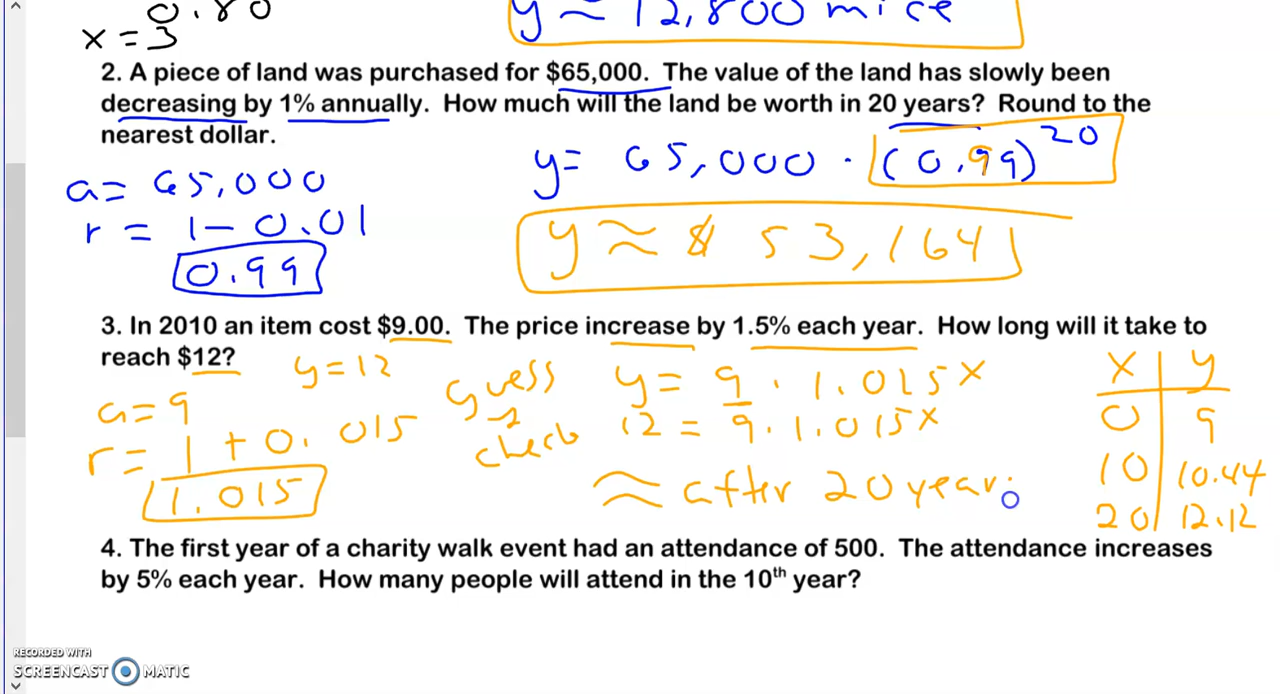 0.80
x = 3
y ≈ 12,800 mice
2. A piece of land was purchased for $65,000. The value of the land has slowly been
decreasing by 1% annually. How much will the land be worth in 20 years? Round to the
nearest dollar.
a = 65,000
r = 1 - 0.01
0.99
y = 65,000 · (0.99)^20
y ≈ $ 53,164
3. In 2010 an item cost $9.00. The price increase by 1.5% each year. How long will it take to
reach $12?
y = 12
a = 9
r = 1 + 0.015
1.015
guess
&
check
y = 9 · 1.015^x
12 = 9 · 1.015^x
≈ after 20 years
x | y
0 | 9
10 | 10.44
20 | 12.12
4. The first year of a charity walk event had an attendance of 500. The attendance increases
by 5% each year. How many people will attend in the 10th year?
RECORDED WITH
SCREENCAST MATIC